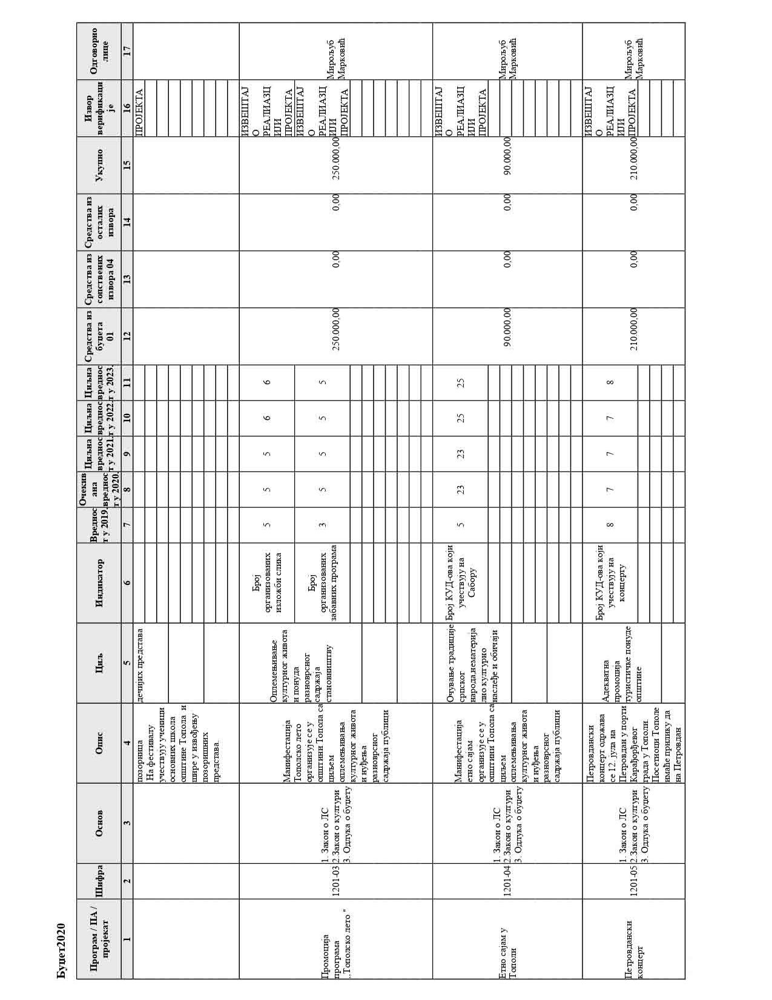 Буџет2020
Програм / ПА /
пројекат
Шифра
Основ
Опис
Циљ
Индикатор
Вреднос
т у 2019.
Очекив
ана
вреднос
т у 2020.
Циљна
вреднос
т у 2021.
Циљна
вреднос
т у 2022.
Циљна
вреднос
т у 2023.
Средства из
буџета
01
Средства из
сопствених
извора 04
Средства из
осталих
извора
Укупно
Извор
верификаци
је
Одговорно
лице
1
2
3
4
5
6
7
8
9
10
11
12
13
14
15
16
17
позорница
На фестивалу
учествују ученици
основних школа
општине Топола и
шире у извођењу
позоришних
представа.
дечијих представа
ПРОЈЕКТА
Промоција
програма
,,Тополско лето "
1201-03
1. Закон о ЛС
2.Закон о култури
3. Одлука о буџету
Манифестација
Тополско лето
организује се у
општини Топола са
циљем
оплемењивања
културног живота
и нуђења
разноврсног
садржаја публици
Оплемењивање
културног живота
и понуда
разноврсног
садржаја
становништву
Број
организованих
изложби слика
5
5
5
6
6
ИЗВЕШТАЈ
О
РЕАЛИАЗЦ
ИЈИ
ПРОЈЕКТА
Број
организованих
забавних програма
3
5
5
5
5
ИЗВЕШТАЈ
О
РЕАЛИАЗЦ
ИЈИ
ПРОЈЕКТА
250.000,00
0,00
0,00
250.000,00
Мирољуб
Марковић
Етно сајам у
Тополи
1201-04
1. Закон о ЛС
2.Закон о култури
3. Одлука о буџету
Манифестација
етно сајам
организује се у
општини Топола са
циљем
оплемењивања
културног живота
и нуђења
разноврсног
садржаја публици
Очување традиције
српског
народа,нематерија
лно културно
наслеђе и обичаји
Број КУД-ова који
учествују на
Сабору
5
23
23
25
25
90.000,00
0,00
0,00
90.000,00
ИЗВЕШТАЈ
О
РЕАЛИАЗЦ
ИЈИ
ПРОЈЕКТА
Мирољуб
Марковић
Петровдански
концерт
1201-05
1. Закон о ЛС
2.Закон о култури
3. Одлука о буџету
Петровдански
концерт одржава
се 12. јула на
Петровдан у порти
Карађорђевог
града у Тополи.
Посетиоци Тополе
имаће прилику да
на Петровдан
Адекватна
промоција
туристичке понуде
општине
Број КУД-ова који
учествују на
концерту
8
7
7
7
8
210.000,00
0,00
0,00
210.000,00
ИЗВЕШТАЈ
О
РЕАЛИАЗЦ
ИЈИ
ПРОЈЕКТА
Мирољуб
Марковић